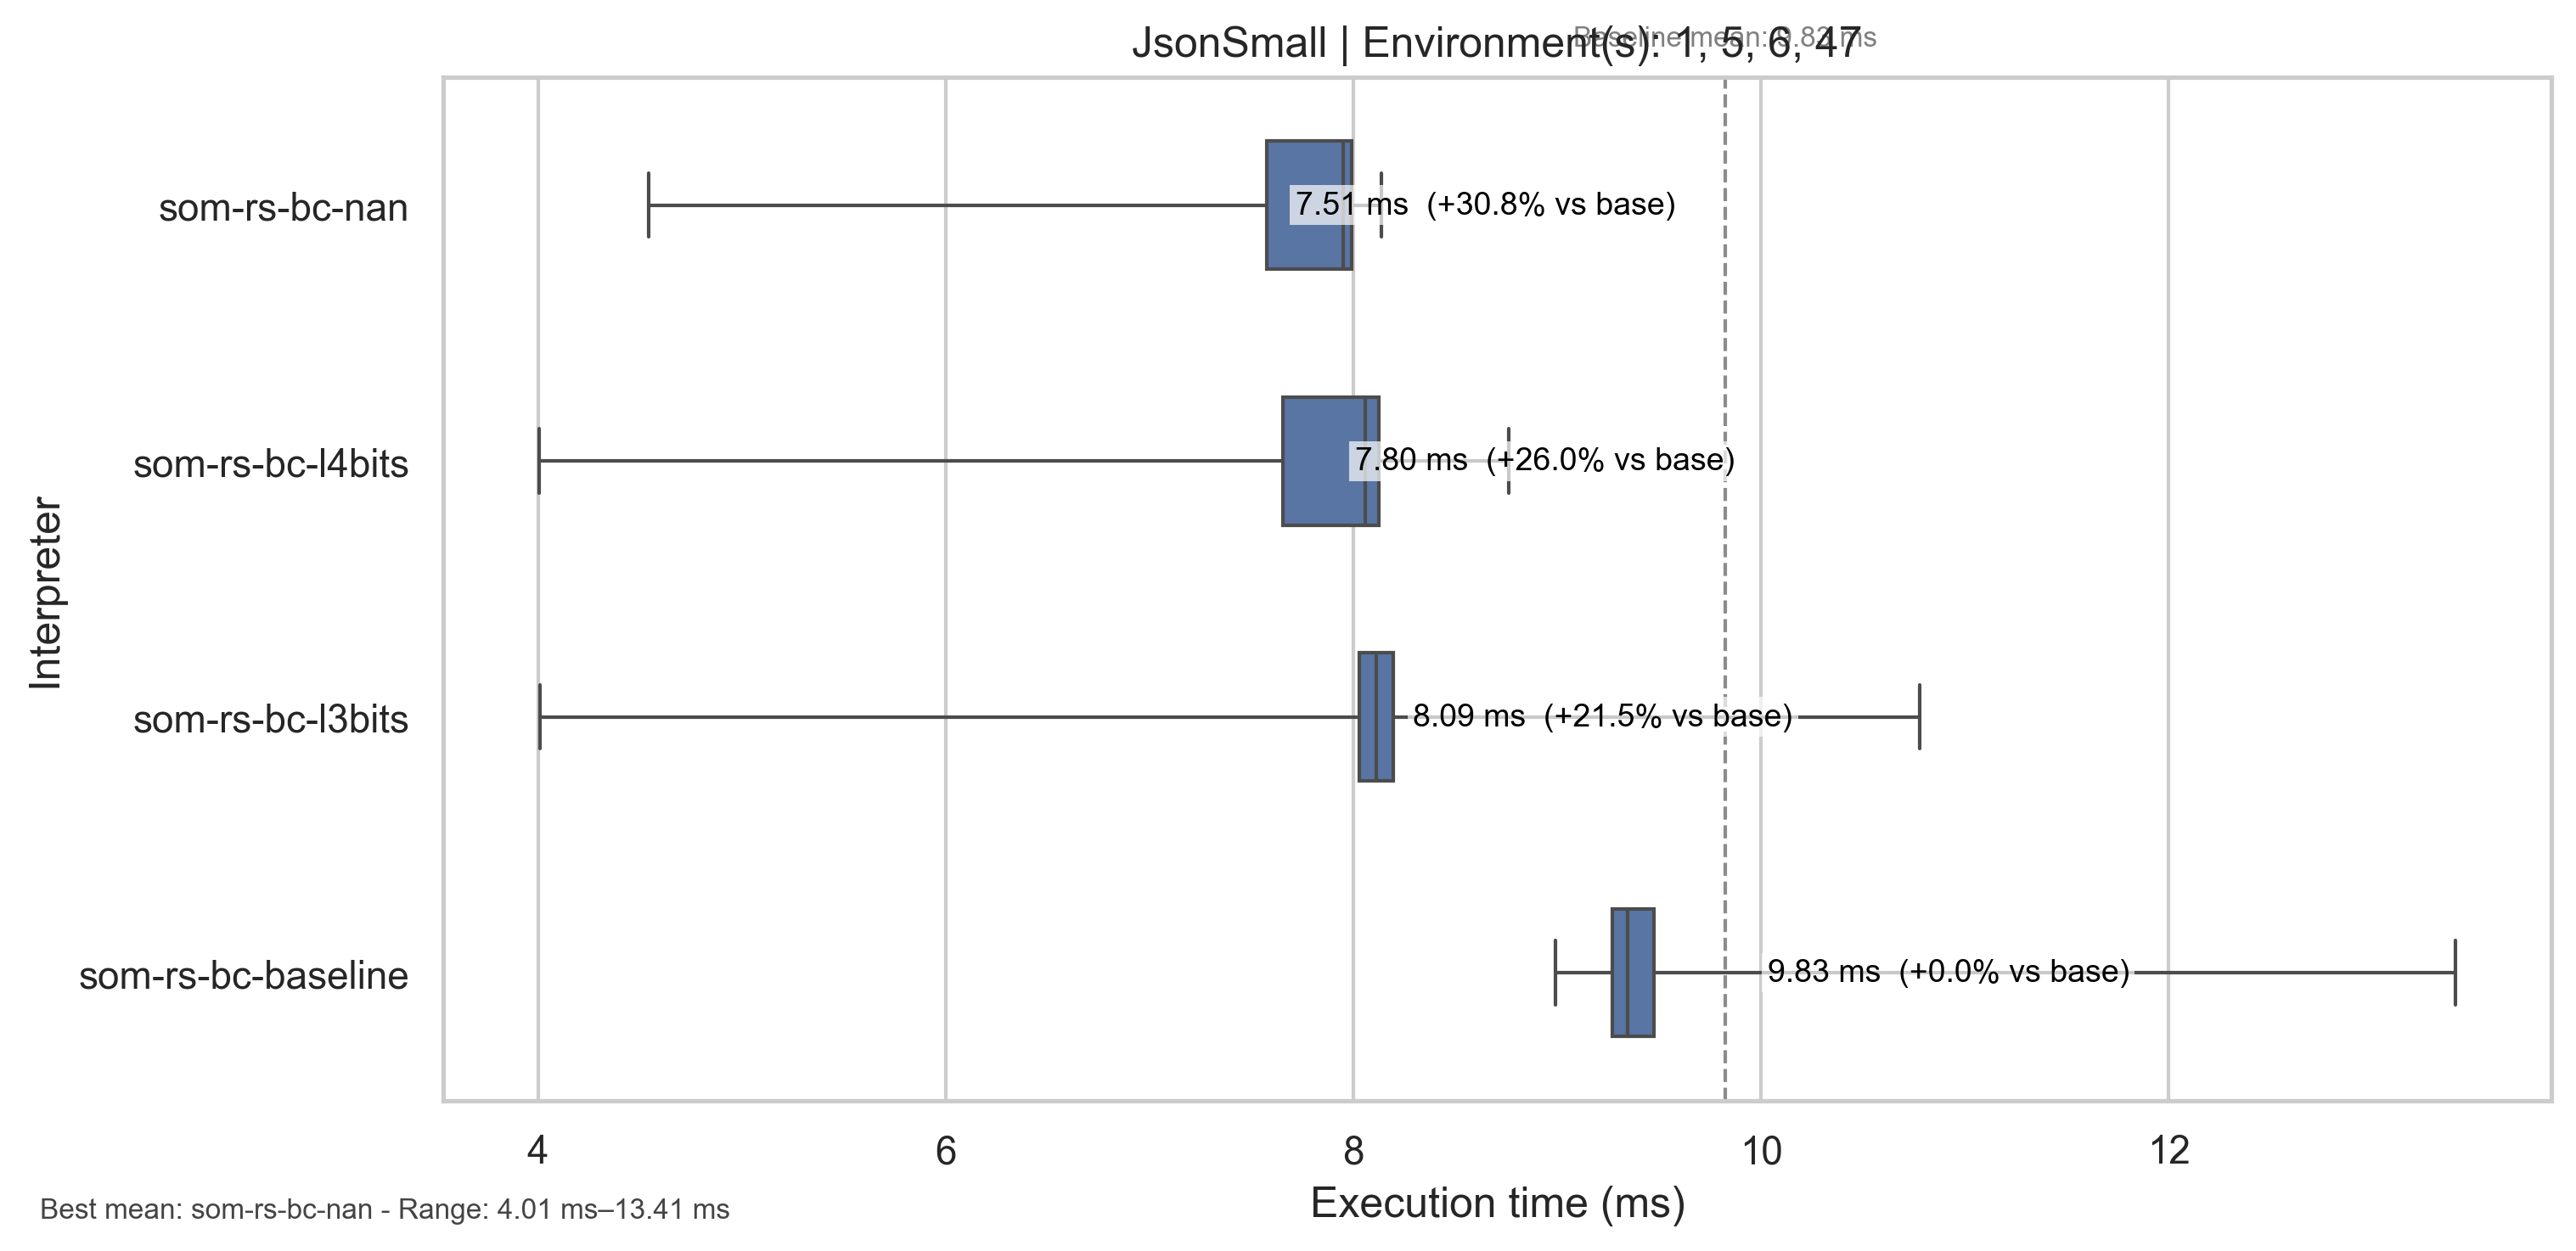 JsonSmall | Environment(s): 1, 5, 6, 47
Baseline mean: 9.83 ms
Interpreter
som-rs-bc-nan
7.51 ms (+30.8% vs base)
som-rs-bc-l4bits
7.80 ms (+26.0% vs base)
som-rs-bc-l3bits
8.09 ms (+21.5% vs base)
som-rs-bc-baseline
9.83 ms (+0.0% vs base)
4 6 8 10 12
Execution time (ms)
Best mean: som-rs-bc-nan - Range: 4.01 ms–13.41 ms